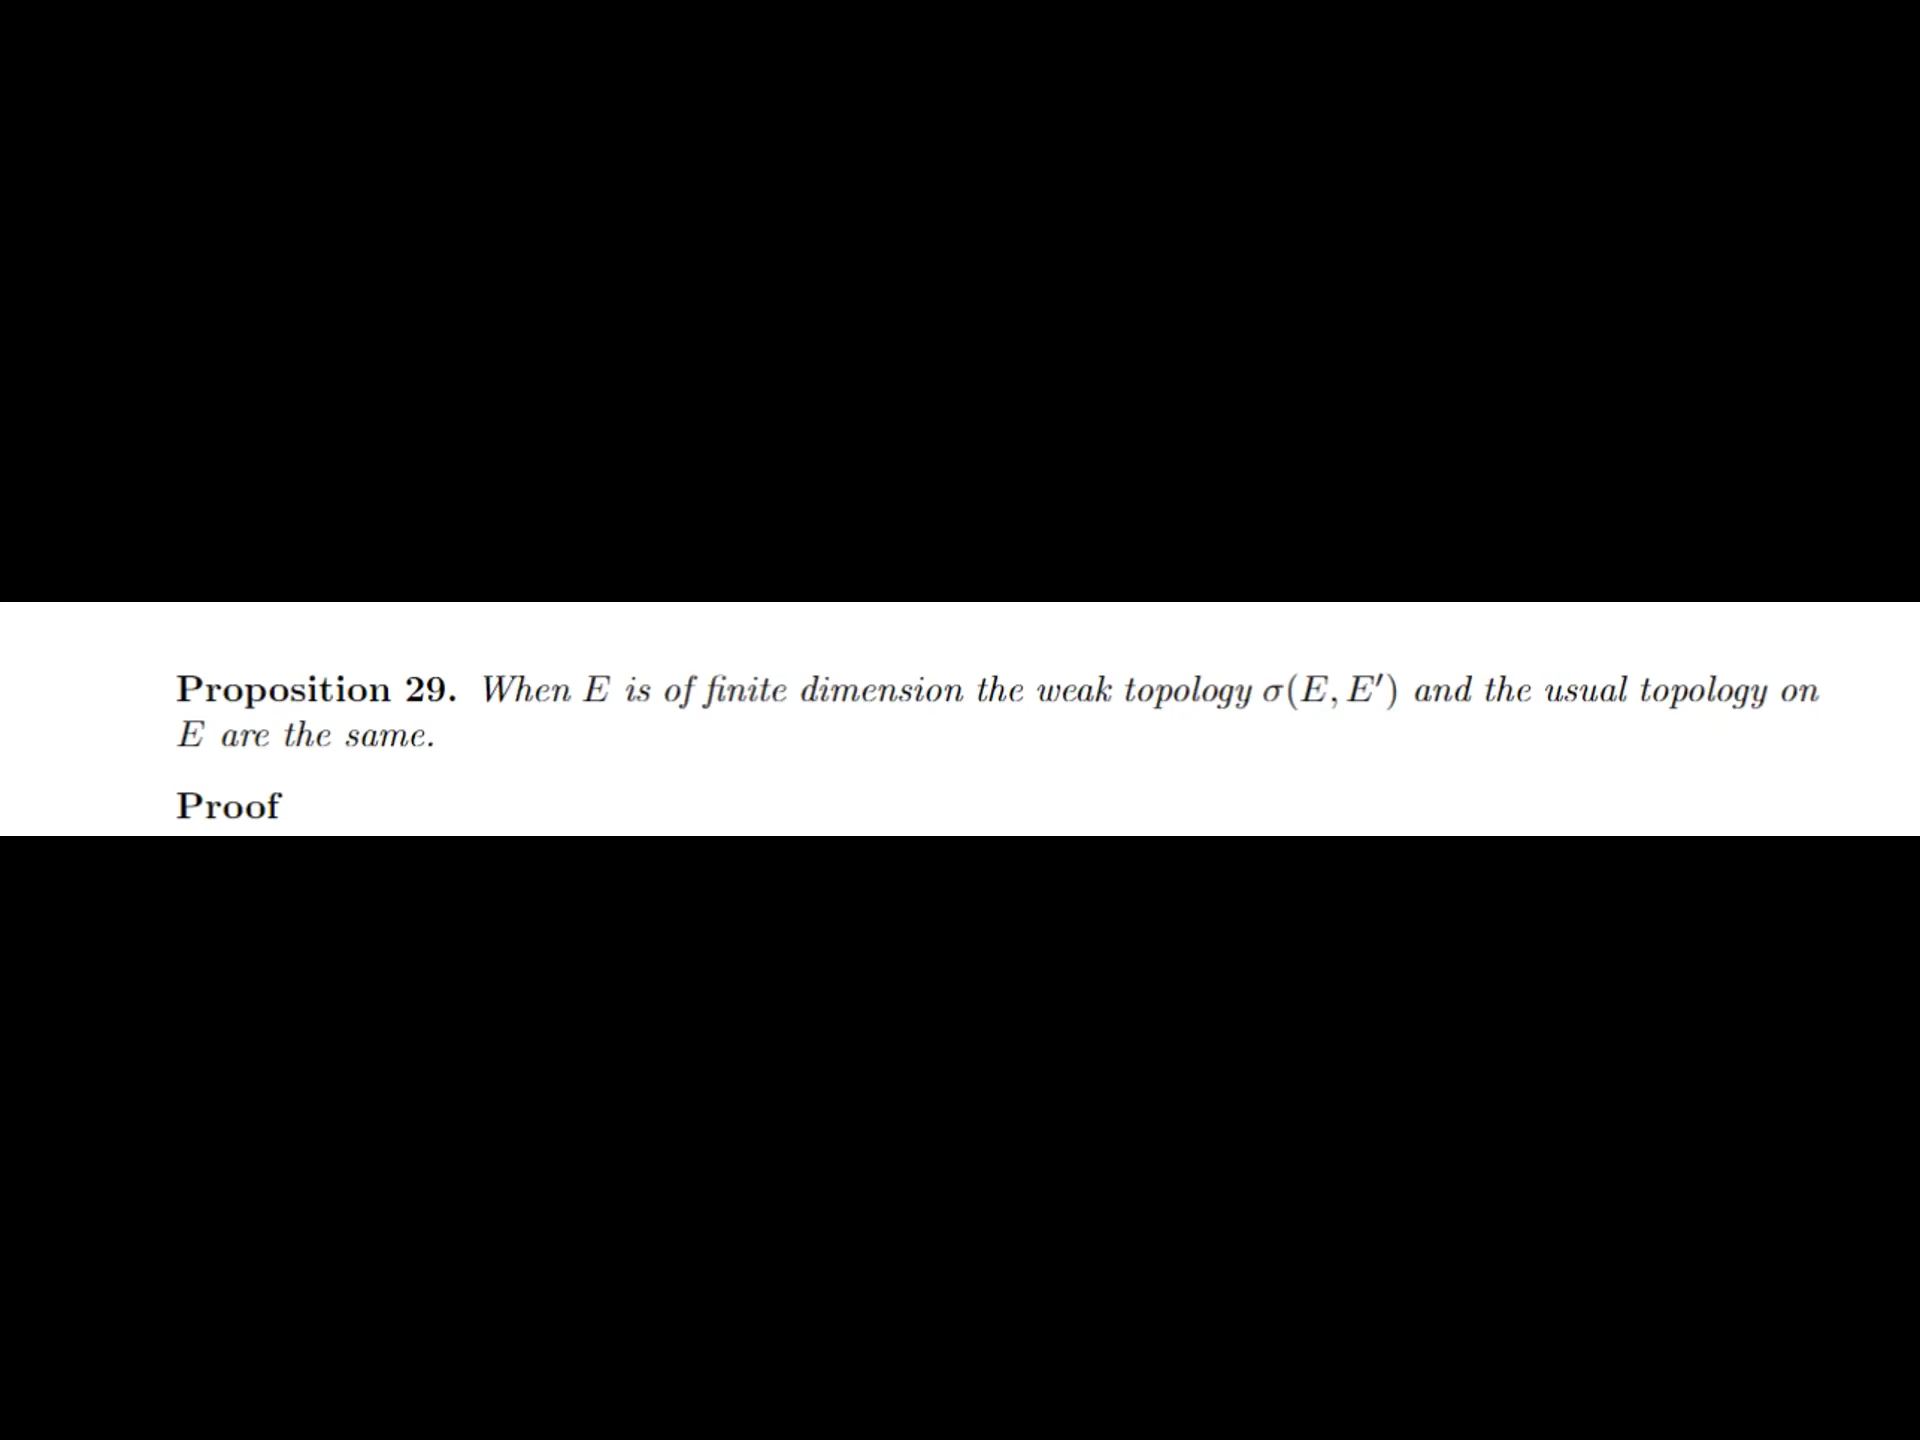 Proposition 29. When E is of finite dimension the weak topology σ(E, E′) and the usual topology on
E are the same.
Proof